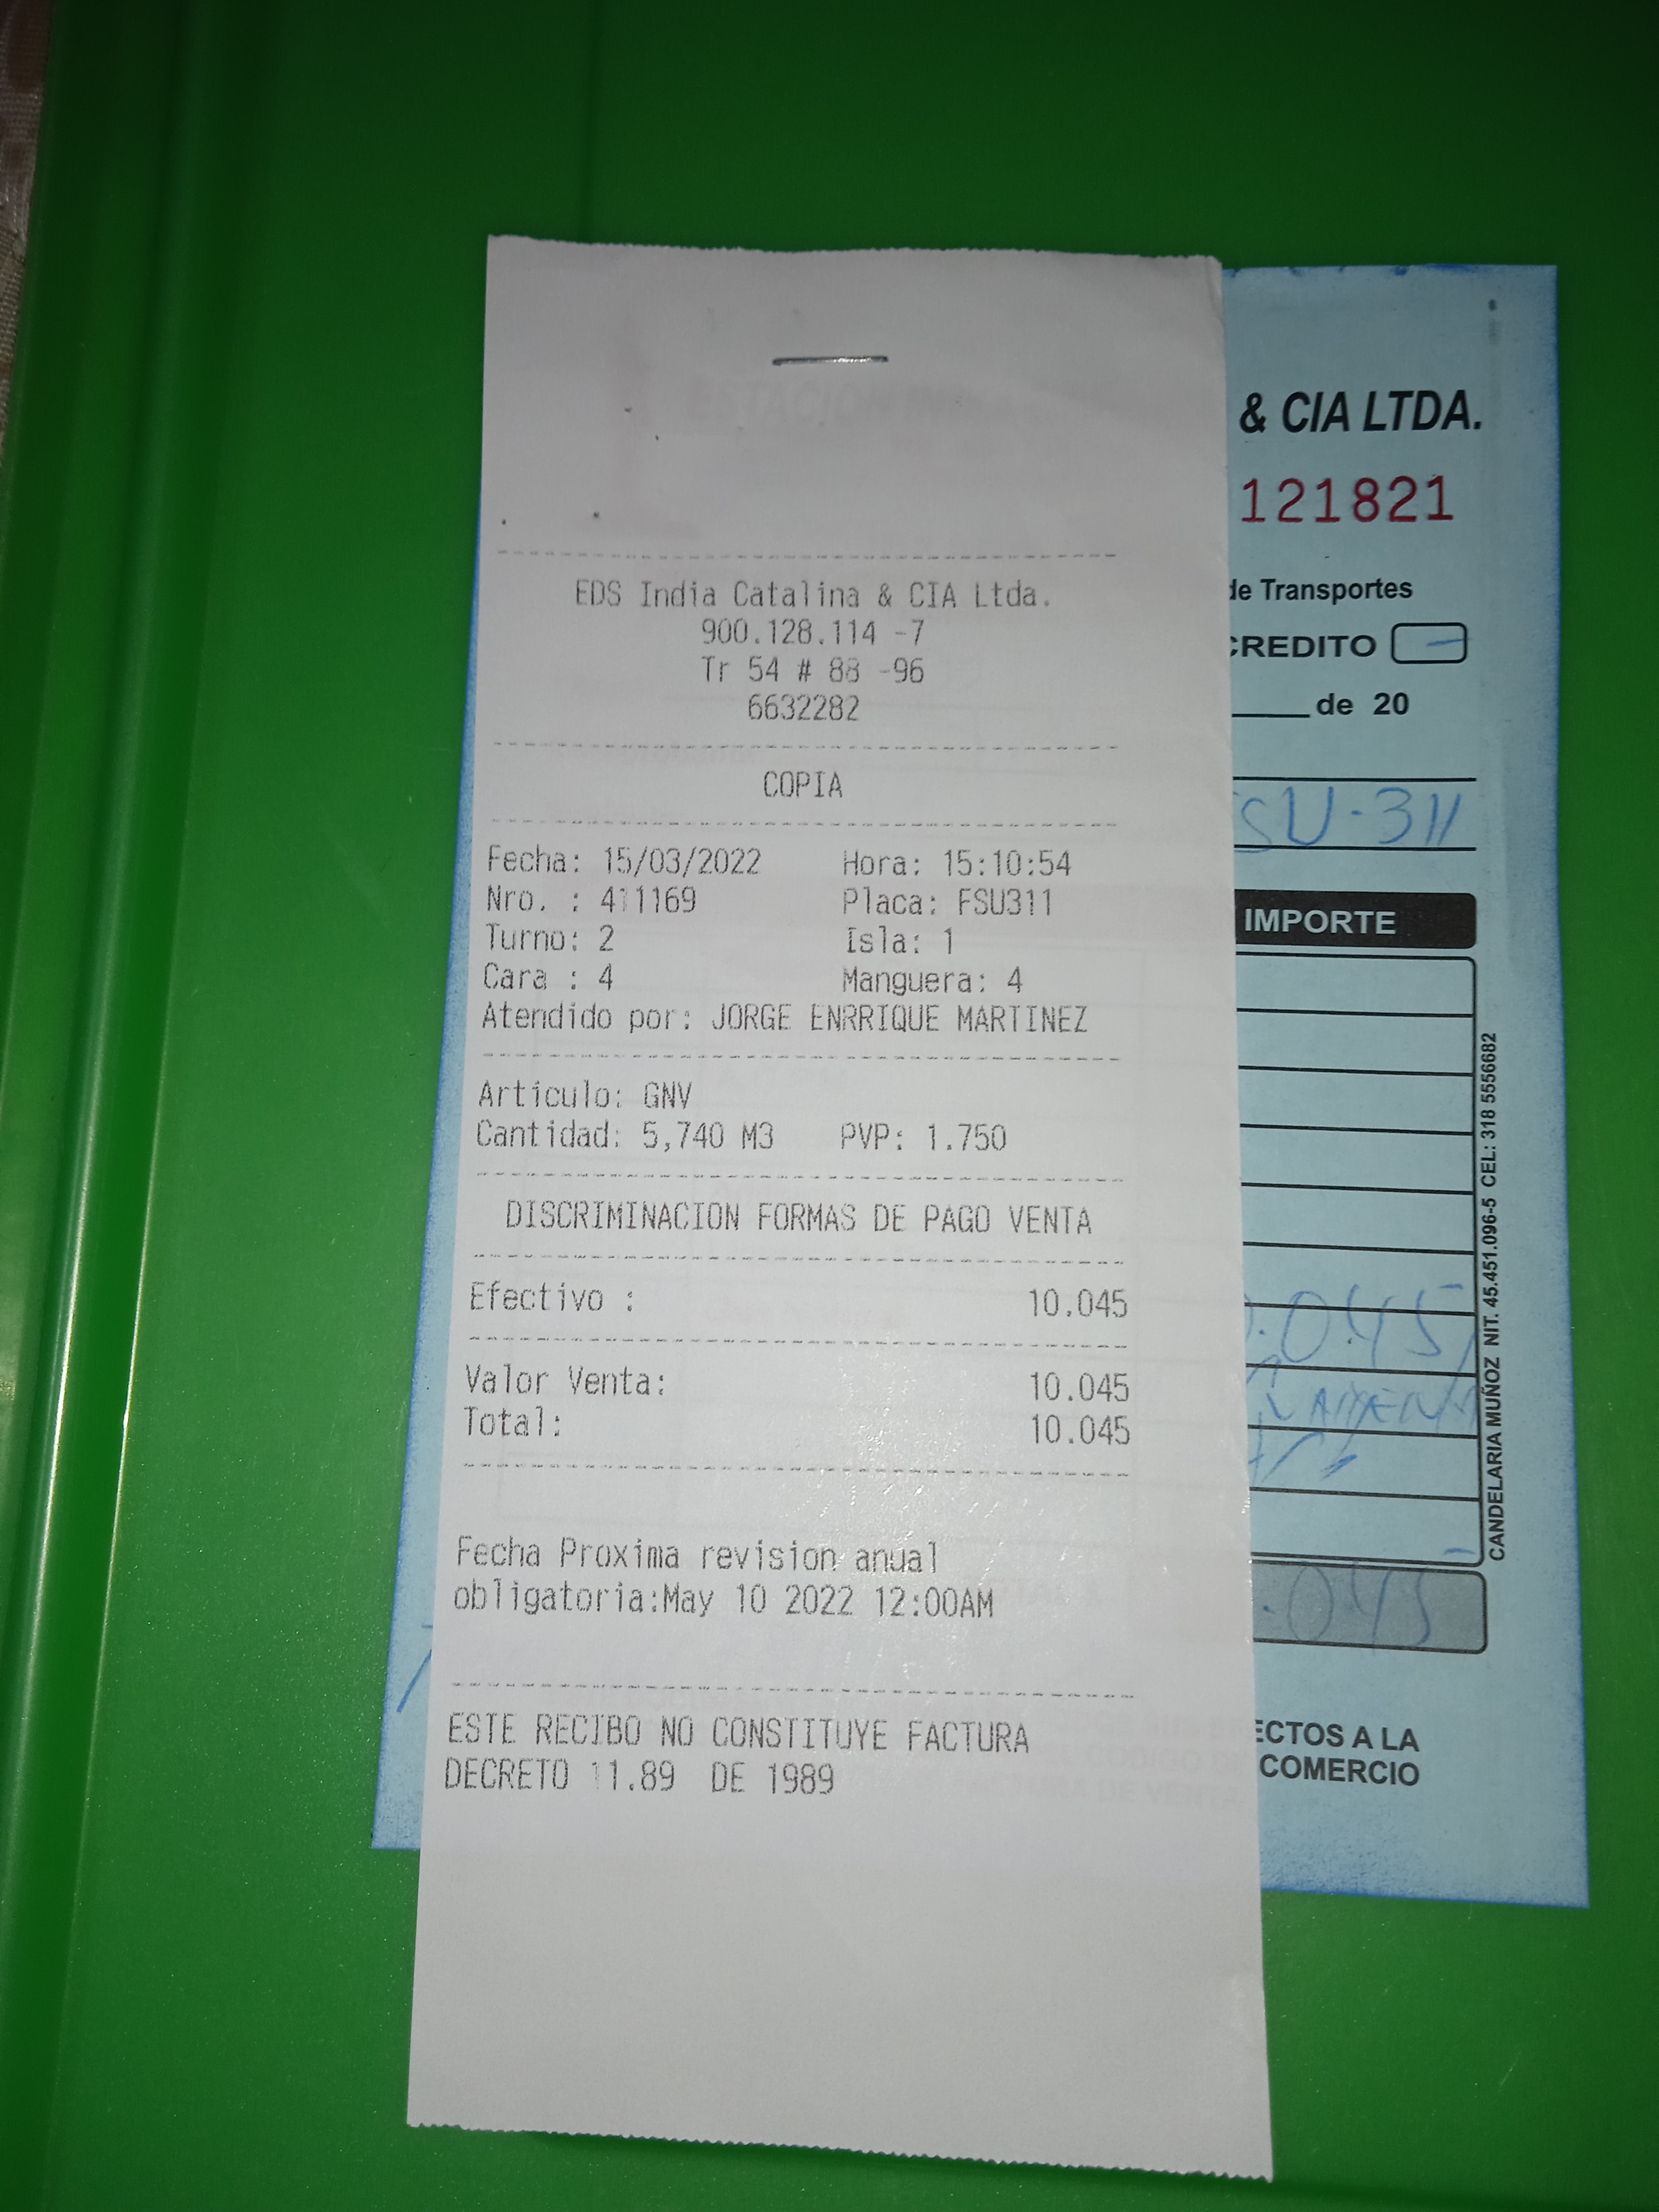 EDS India Catalina & CIA Ltda.
900.128.114 -7
Tr 54 # 88 -96
6632282
COPIA
Fecha: 15/03/2022 Hora: 15:10:54
Nro. : 411169 Placa: FSU311
Turno: 2 Isla: 1
Cara : 4 Manguera: 4
Atendido por: JORGE ENRRIQUE MARTINEZ
Articulo: GNV
Cantidad: 5,740 M3 PVP: 1.750
DISCRIMINACION FORMAS DE PAGO VENTA
Efectivo : 10.045
Valor Venta: 10.045
Total: 10.045
Fecha Proxima revision anual
obligatoria:May 10 2022 12:00AM
ESTE RECIBO NO CONSTITUYE FACTURA
DECRETO 11.89 DE 1989
& CIA LTDA.
121821
de Transportes
CREDITO
de 20
SU-311
IMPORTE
.045
.045
ECTOS A LA
COMERCIO
CANDELARIA MUÑOZ NIT. 45.451.096-5 CEL: 318 5556682